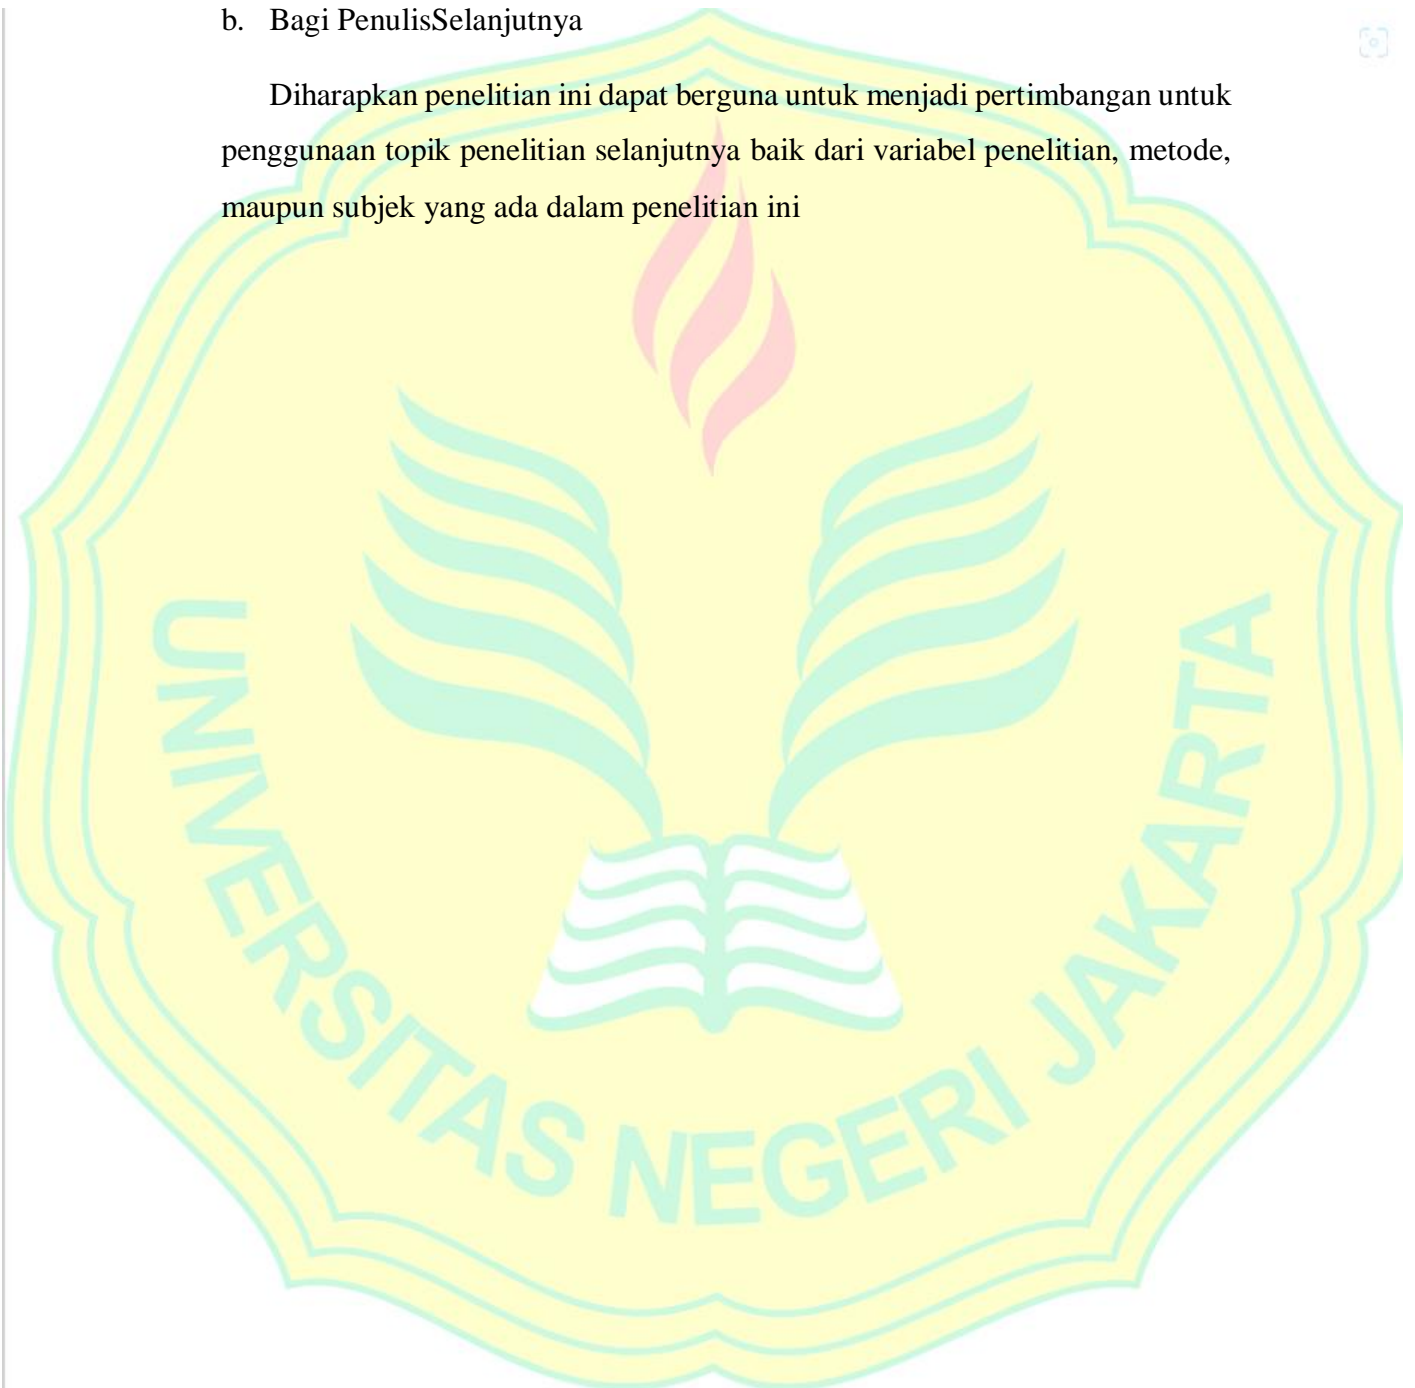 b. Bagi PenulisSelanjutnya
Diharapkan penelitian ini dapat berguna untuk menjadi pertimbangan untuk
penggunaan topik penelitian selanjutnya baik dari variabel penelitian, metode,
maupun subjek yang ada dalam penelitian ini
UNIVERSITAS NEGERI JAKARTA